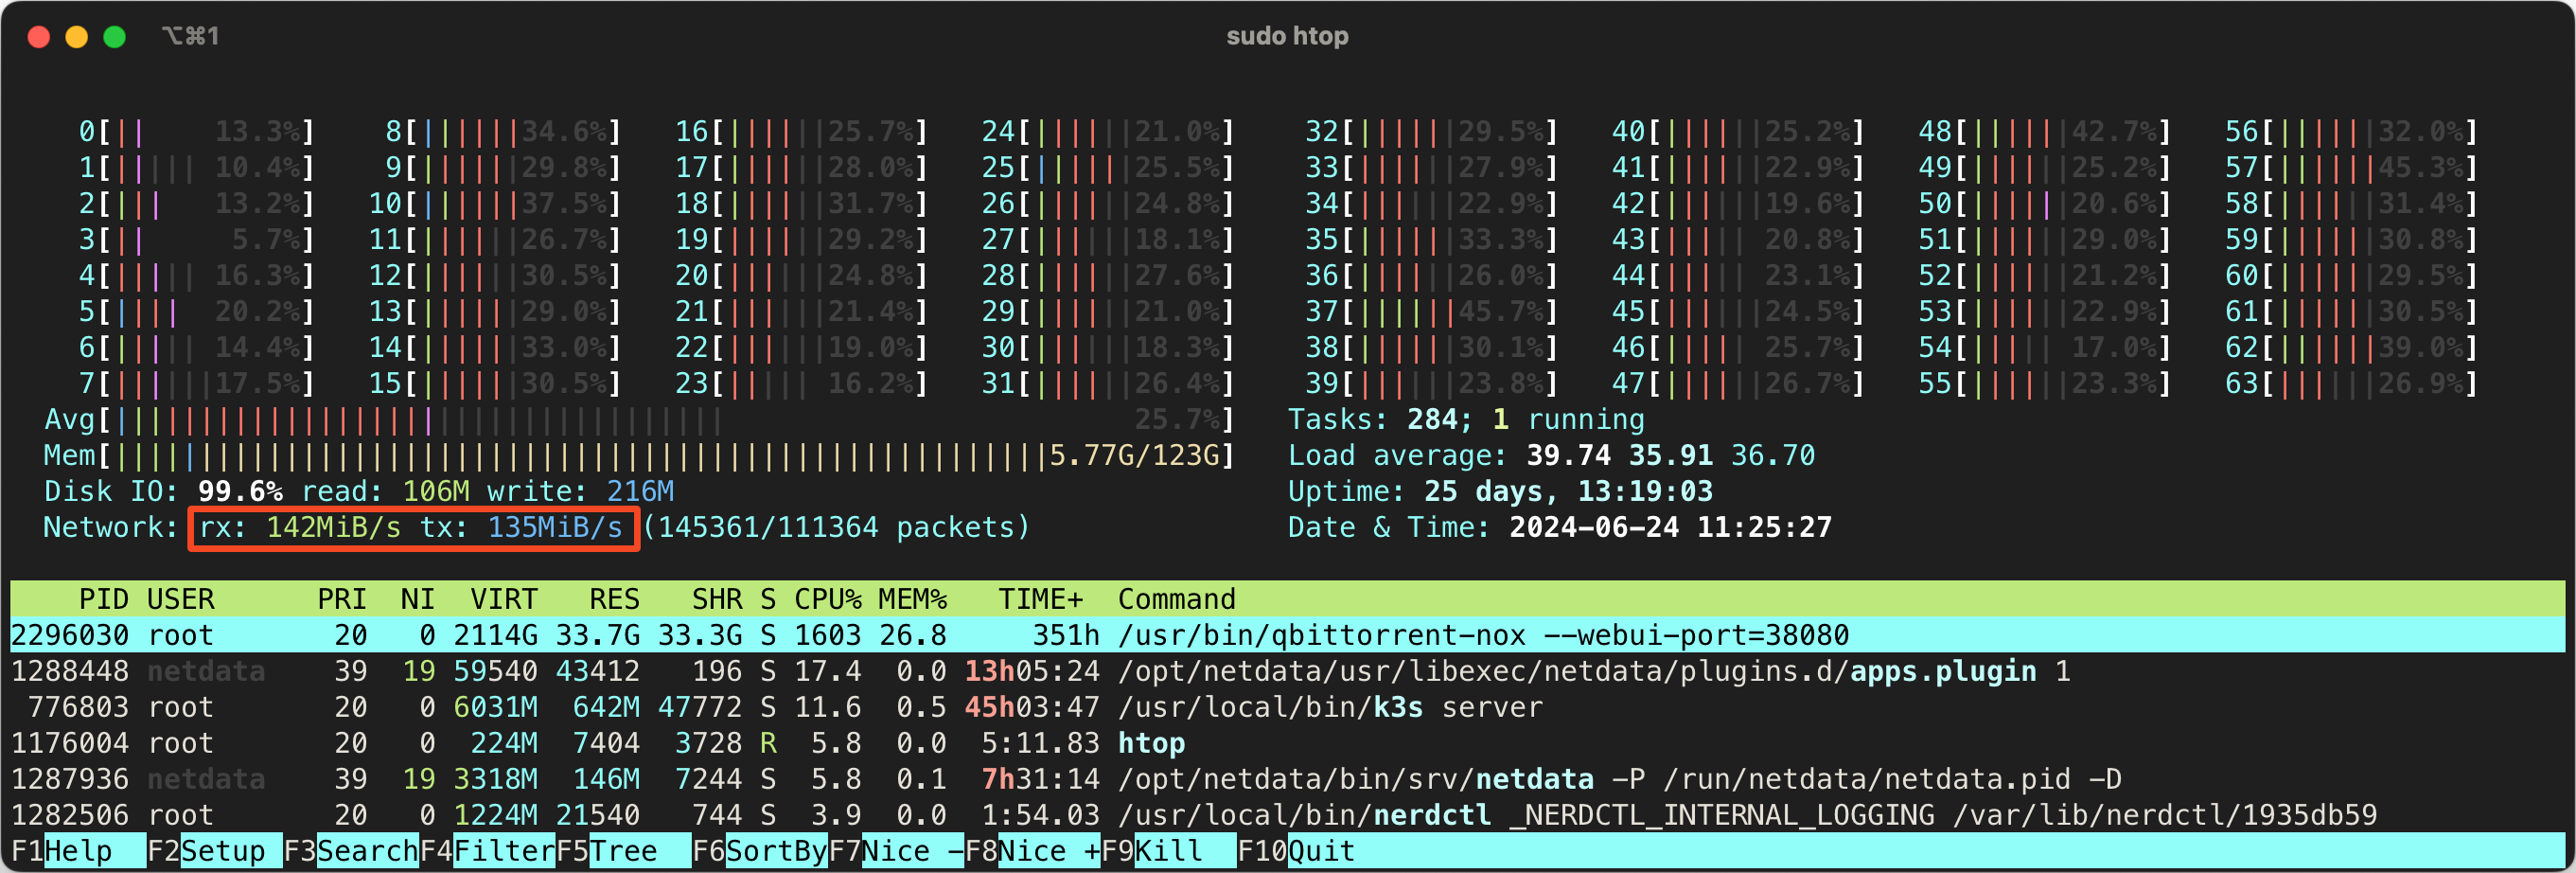 ⌥⌘1 sudo htop
0[|| 13.3%] 8[||||||34.6%] 16[||||||25.7%] 24[||||||21.0%] 32[||||||29.5%] 40[||||||25.2%] 48[||||||42.7%] 56[||||||32.0%]
1[||||| 10.4%] 9[||||||29.8%] 17[||||||28.0%] 25[||||||25.5%] 33[||||||27.9%] 41[||||||22.9%] 49[||||||25.2%] 57[||||||45.3%]
2[||| 13.2%] 10[||||||37.5%] 18[||||||31.7%] 26[||||||24.8%] 34[||||||22.9%] 42[||||| 19.6%] 50[||||||20.6%] 58[||||||31.4%]
3[|| 5.7%] 11[||||||26.7%] 19[||||||29.2%] 27[||||||18.1%] 35[||||||33.3%] 43[||||| 20.8%] 51[||||||29.0%] 59[||||||30.8%]
4[||||| 16.3%] 12[||||||30.5%] 20[||||||24.8%] 28[||||||27.6%] 36[||||||26.0%] 44[||||| 23.1%] 52[||||||21.2%] 60[||||||29.5%]
5[|||| 20.2%] 13[||||||29.0%] 21[||||||21.4%] 29[||||||21.0%] 37[||||||45.7%] 45[||||||24.5%] 53[||||||22.9%] 61[||||||30.5%]
6[||||| 14.4%] 14[||||||33.0%] 22[||||||19.0%] 30[||||||18.3%] 38[||||||30.1%] 46[||||| 25.7%] 54[||||| 17.0%] 62[||||||39.0%]
7[||||||17.5%] 15[||||||30.5%] 23[||||| 16.2%] 31[||||||26.4%] 39[||||||23.8%] 47[||||||26.7%] 55[||||||23.3%] 63[||||||26.9%]
Avg[|||||||||||||||||||||||||||||||||||| 25.7%] Tasks: 284; 1 running
Mem[|||||||||||||||||||||||||||||||||||||||||||||||||||||||5.77G/123G] Load average: 39.74 35.91 36.70
Disk IO: 99.6% read: 106M write: 216M Uptime: 25 days, 13:19:03
Network: rx: 142MiB/s tx: 135MiB/s (145361/111364 packets) Date & Time: 2024-06-24 11:25:27
PID USER PRI NI VIRT RES SHR S CPU% MEM% TIME+ Command
2296030 root 20 0 2114G 33.7G 33.3G S 1603 26.8 351h /usr/bin/qbittorrent-nox --webui-port=38080
1288448 netdata 39 19 59540 43412 196 S 17.4 0.0 13h05:24 /opt/netdata/usr/libexec/netdata/plugins.d/apps.plugin 1
776803 root 20 0 6031M 642M 47772 S 11.6 0.5 45h03:47 /usr/local/bin/k3s server
1176004 root 20 0 224M 7404 3728 R 5.8 0.0 5:11.83 htop
1287936 netdata 39 19 3318M 146M 7244 S 5.8 0.1 7h31:14 /opt/netdata/bin/srv/netdata -P /run/netdata/netdata.pid -D
1282506 root 20 0 1224M 21540 744 S 3.9 0.0 1:54.03 /usr/local/bin/nerdctl _NERDCTL_INTERNAL_LOGGING /var/lib/nerdctl/1935db59
F1Help F2Setup F3SearchF4FilterF5Tree F6SortByF7Nice -F8Nice +F9Kill F10Quit